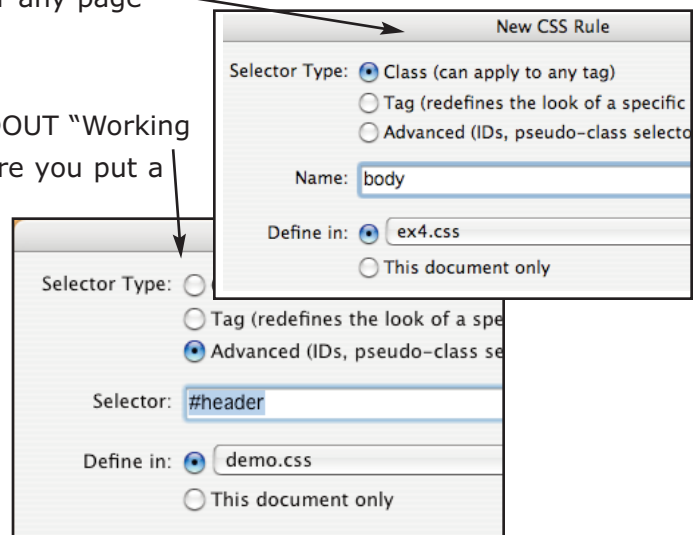 any page
New CSS Rule
Selector Type: Class (can apply to any tag)
Tag (redefines the look of a specific
Advanced (IDs, pseudo-class selecto
Name: body
Define in: ex4.css
This document only
"Working
re you put a
Selector Type:
Tag (redefines the look of a spe
Advanced (IDs, pseudo-class se
Selector: #header
Define in: demo.css
This document only